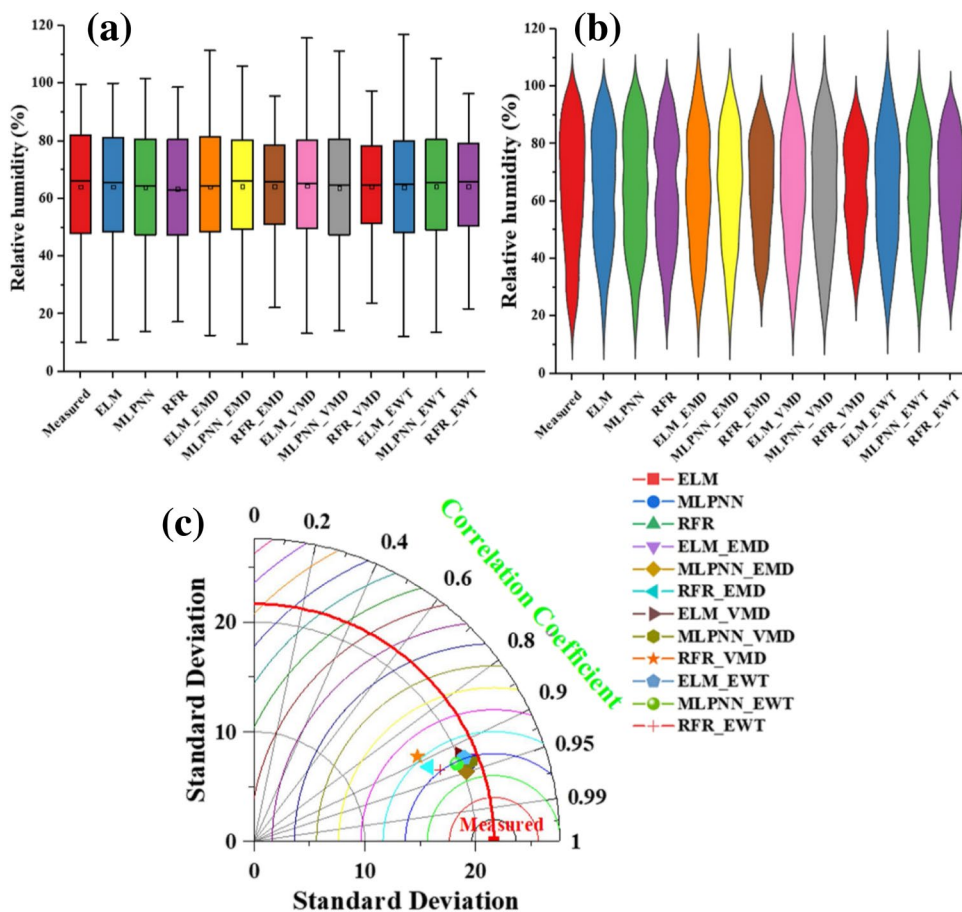 (a)
Relative humidity (%)
120
100
80
60
40
20
0
Measured
ELM
MLPNN
RFR
ELM_EMD
MLPNN_EMD
RFR_EMD
ELM_VMD
MLPNN_VMD
RFR_VMD
ELM_EWT
MLPNN_EWT
RFR_EWT
(b)
Relative humidity (%)
120
100
80
60
40
20
0
Measured
ELM
MLPNN
RFR
ELM_EMD
MLPNN_EMD
RFR_EMD
ELM_VMD
MLPNN_VMD
RFR_VMD
ELM_EWT
MLPNN_EWT
RFR_EWT
(c)
Standard Deviation
20
10
0
0
10
20
Standard Deviation
0
0.2
0.4
0.6
0.8
0.9
0.95
0.99
1
Correlation Coefficient
Measured
ELM
MLPNN
RFR
ELM_EMD
MLPNN_EMD
RFR_EMD
ELM_VMD
MLPNN_VMD
RFR_VMD
ELM_EWT
MLPNN_EWT
RFR_EWT